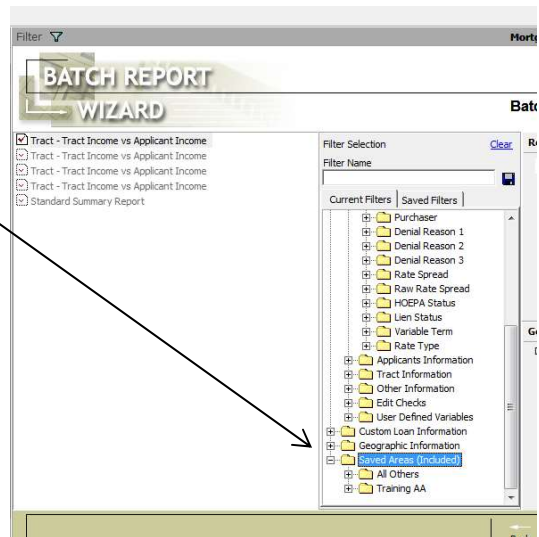 Filter
Mortg
BATCH REPORT
WIZARD
Batc
Tract - Tract Income vs Applicant Income
Tract - Tract Income vs Applicant Income
Tract - Tract Income vs Applicant Income
Tract - Tract Income vs Applicant Income
Standard Summary Report
Filter Selection
Clear
Filter Name
Current Filters
Saved Filters
Purchaser
Denial Reason 1
Denial Reason 2
Denial Reason 3
Rate Spread
Raw Rate Spread
HOEPA Status
Lien Status
Variable Term
Rate Type
Applicants Information
Tract Information
Other Information
Edit Checks
User Defined Variables
Custom Loan Information
Geographic Information
Saved Areas (Included)
All Others
Training AA